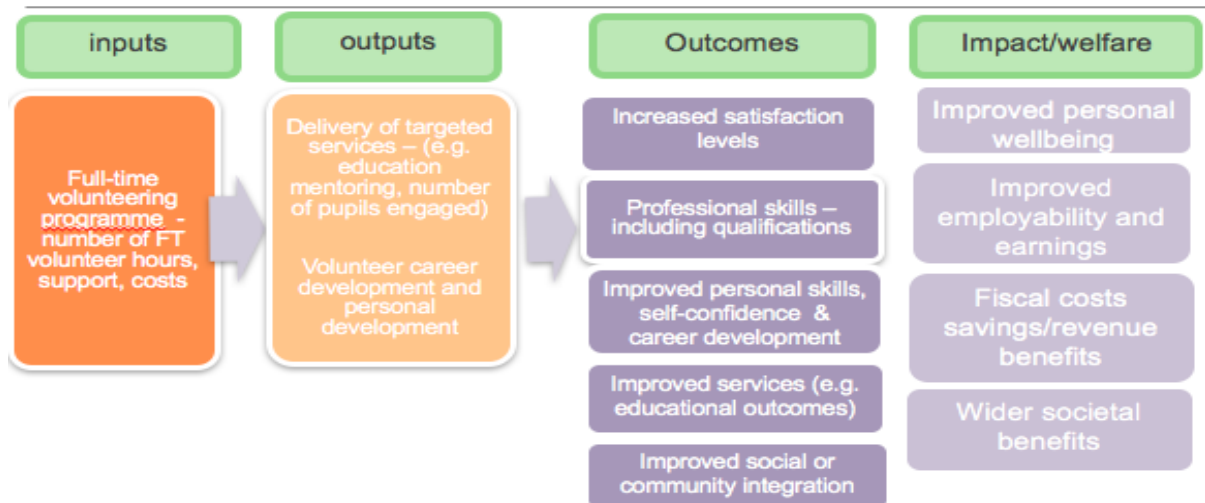 inputs
outputs
Outcomes
Impact/welfare
Full-time
volunteering
programme -
number of FT
volunteer hours,
support, costs
Delivery of targeted
services – (e.g.
education
mentoring, number
of pupils engaged)
Volunteer career
development and
personal
development
Increased satisfaction
levels
Professional skills –
including qualifications
Improved personal skills,
self-confidence & 
career development
Improved services (e.g.
educational outcomes)
Improved social or
community integration
Improved personal
wellbeing
Improved
employability and
earnings
Fiscal costs
savings/revenue
benefits
Wider societal
benefits